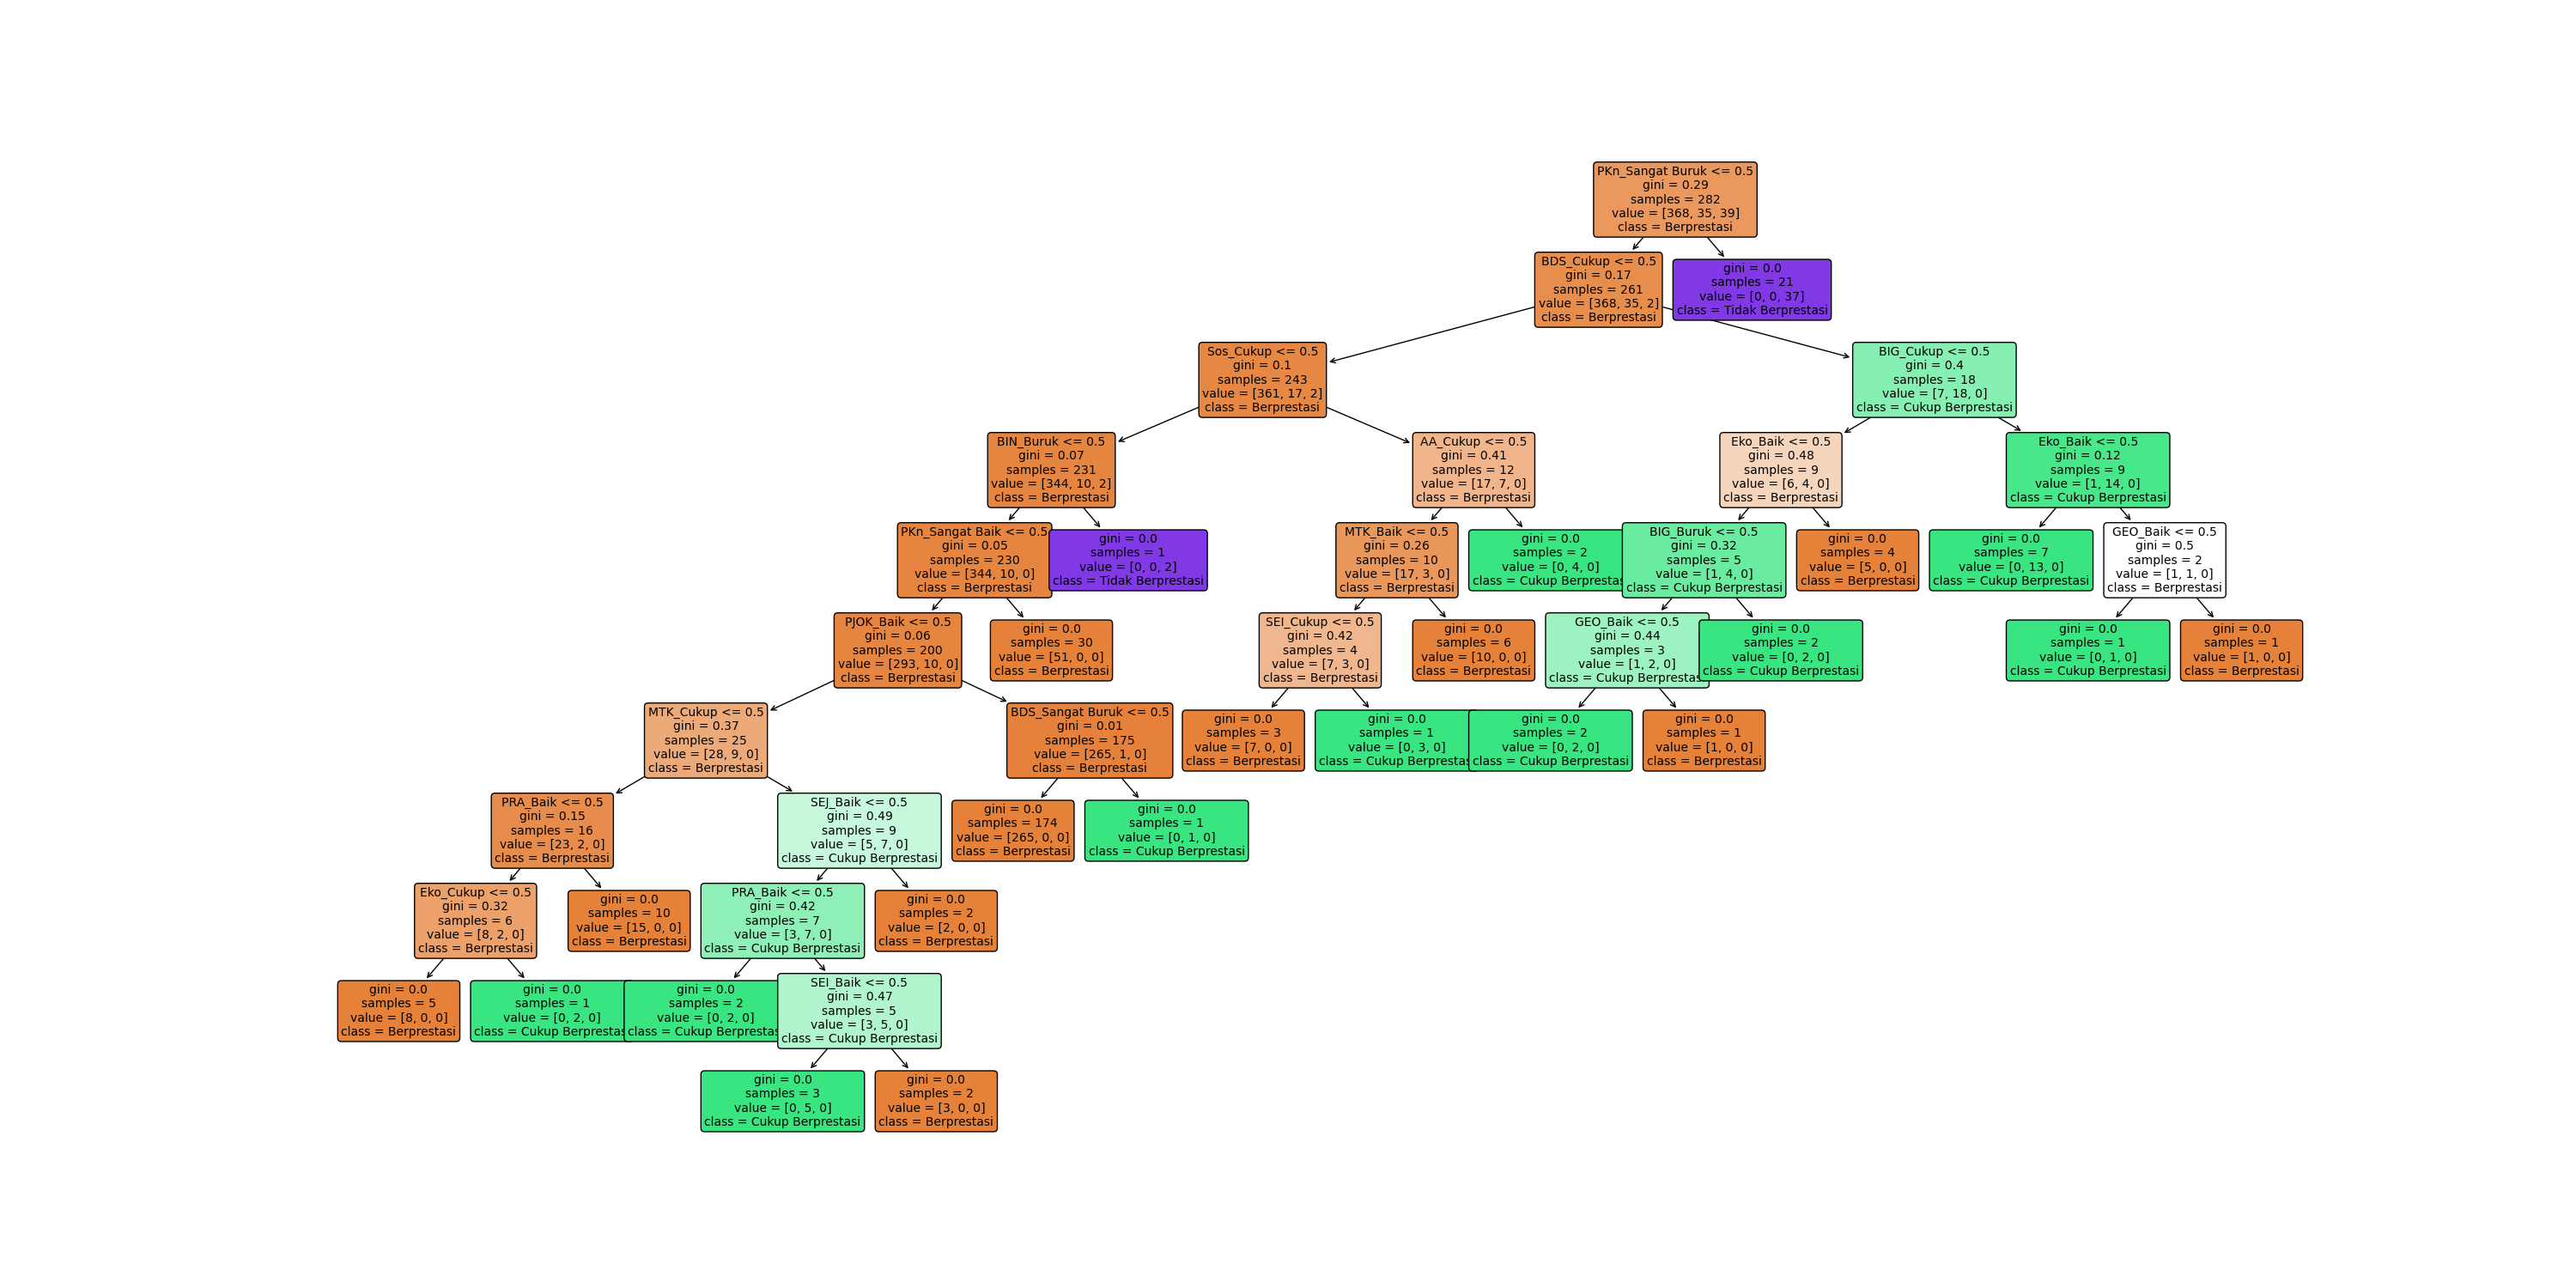 PKn_Sangat Buruk <= 0.5
gini = 0.29
samples = 282
value = [368, 35, 39]
class = Berprestasi
BDS_Cukup <= 0.5
gini = 0.17
samples = 261
value = [368, 35, 2]
class = Berprestasi
gini = 0.0
samples = 21
value = [0, 0, 37]
class = Tidak Berprestasi
Sos_Cukup <= 0.5
gini = 0.1
samples = 243
value = [361, 17, 2]
class = Berprestasi
BIG_Cukup <= 0.5
gini = 0.4
samples = 18
value = [7, 18, 0]
class = Cukup Berprestasi
BIN_Buruk <= 0.5
gini = 0.07
samples = 231
value = [344, 10, 2]
class = Berprestasi
AA_Cukup <= 0.5
gini = 0.41
samples = 12
value = [17, 7, 0]
class = Berprestasi
Eko_Baik <= 0.5
gini = 0.48
samples = 9
value = [6, 4, 0]
class = Berprestasi
Eko_Baik <= 0.5
gini = 0.12
samples = 9
value = [1, 14, 0]
class = Cukup Berprestasi
PKn_Sangat Baik <= 0.5
gini = 0.05
samples = 230
value = [344, 10, 0]
class = Berprestasi
gini = 0.0
samples = 1
value = [0, 0, 2]
class = Tidak Berprestasi
MTK_Baik <= 0.5
gini = 0.26
samples = 10
value = [17, 3, 0]
class = Berprestasi
gini = 0.0
samples = 2
value = [0, 4, 0]
class = Cukup Berprestas
BIG_Buruk <= 0.5
gini = 0.32
samples = 5
value = [1, 4, 0]
class = Cukup Berprestasi
gini = 0.0
samples = 4
value = [5, 0, 0]
class = Berprestasi
gini = 0.0
samples = 7
value = [0, 13, 0]
class = Cukup Berprestasi
GEO_Baik <= 0.5
gini = 0.5
samples = 2
value = [1, 1, 0]
class = Berprestasi
PJOK_Baik <= 0.5
gini = 0.06
samples = 200
value = [293, 10, 0]
class = Berprestasi
gini = 0.0
samples = 30
value = [51, 0, 0]
class = Berprestasi
SEI_Cukup <= 0.5
gini = 0.42
samples = 4
value = [7, 3, 0]
class = Berprestasi
gini = 0.0
samples = 6
value = [10, 0, 0]
class = Berprestasi
GEO_Baik <= 0.5
gini = 0.44
samples = 3
value = [1, 2, 0]
class = Cukup Berprestas
gini = 0.0
samples = 2
value = [0, 2, 0]
class = Cukup Berprestasi
gini = 0.0
samples = 1
value = [0, 1, 0]
class = Cukup Berprestasi
gini = 0.0
samples = 1
value = [1, 0, 0]
class = Berprestasi
MTK_Cukup <= 0.5
gini = 0.37
samples = 25
value = [28, 9, 0]
class = Berprestasi
BDS_Sangat Buruk <= 0.5
gini = 0.01
samples = 175
value = [265, 1, 0]
class = Berprestasi
gini = 0.0
samples = 3
value = [7, 0, 0]
class = Berprestasi
gini = 0.0
samples = 1
value = [0, 3, 0]
class = Cukup Berprestas
gini = 0.0
samples = 2
value = [0, 2, 0]
class = Cukup Berprestasi
gini = 0.0
samples = 1
value = [1, 0, 0]
class = Berprestasi
PRA_Baik <= 0.5
gini = 0.15
samples = 16
value = [23, 2, 0]
class = Berprestasi
SEJ_Baik <= 0.5
gini = 0.49
samples = 9
value = [5, 7, 0]
class = Cukup Berprestasi
gini = 0.0
samples = 174
value = [265, 0, 0]
class = Berprestasi
gini = 0.0
samples = 1
value = [0, 1, 0]
class = Cukup Berprestasi
Eko_Cukup <= 0.5
gini = 0.32
samples = 6
value = [8, 2, 0]
class = Berprestasi
gini = 0.0
samples = 10
value = [15, 0, 0]
class = Berprestasi
PRA_Baik <= 0.5
gini = 0.42
samples = 7
value = [3, 7, 0]
class = Cukup Berprestasi
gini = 0.0
samples = 2
value = [2, 0, 0]
class = Berprestasi
gini = 0.0
samples = 5
value = [8, 0, 0]
class = Berprestasi
gini = 0.0
samples = 1
value = [0, 2, 0]
class = Cukup Berprestas
gini = 0.0
samples = 2
value = [0, 2, 0]
class = Cukup Berprestas
SEI_Baik <= 0.5
gini = 0.47
samples = 5
value = [3, 5, 0]
class = Cukup Berprestasi
gini = 0.0
samples = 3
value = [0, 5, 0]
class = Cukup Berprestasi
gini = 0.0
samples = 2
value = [3, 0, 0]
class = Berprestasi